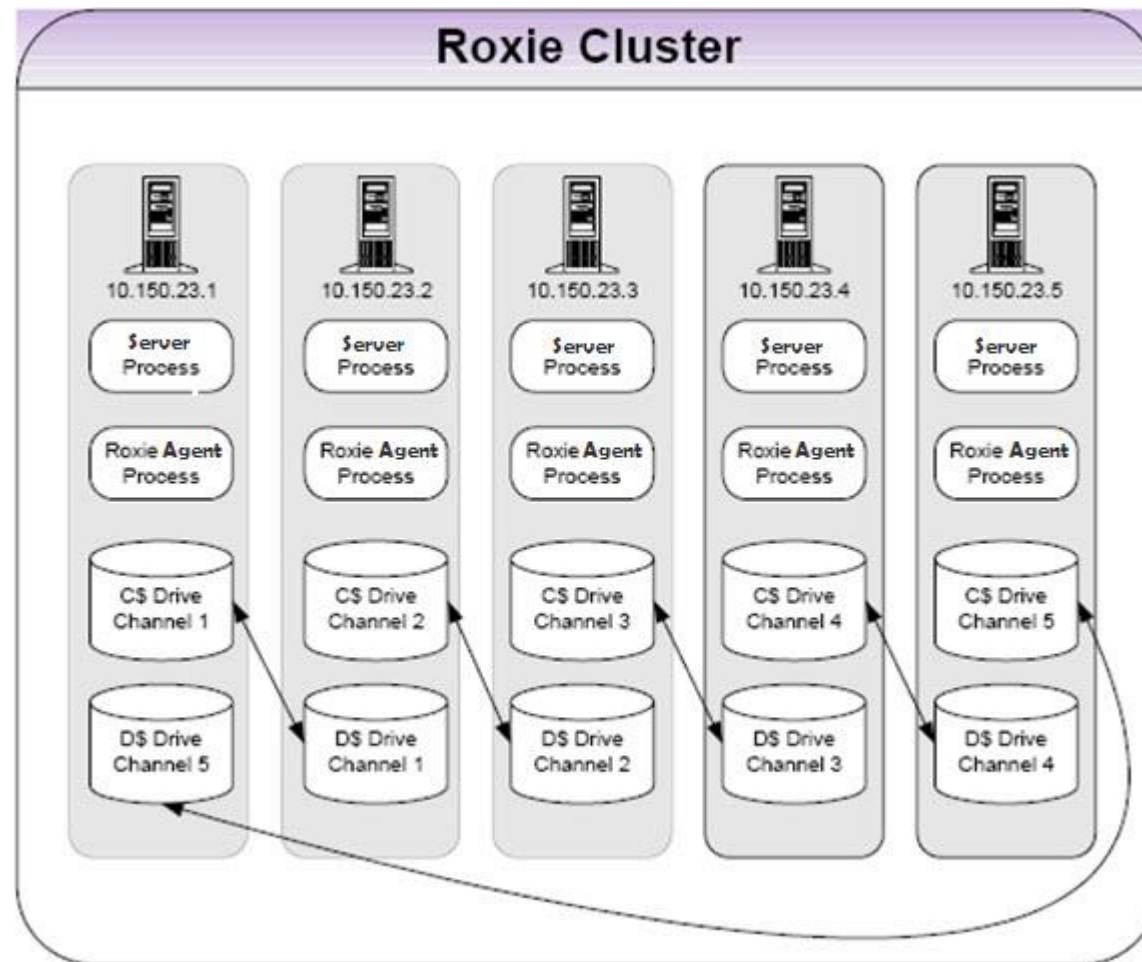 Roxie Cluster
10.150.23.1
10.150.23.2
10.150.23.3
10.150.23.4
10.150.23.5
Server
Process
Server
Process
Server
Process
Server
Process
Server
Process
Roxie Agent
Process
Roxie Agent
Process
Roxie Agent
Process
Roxie Agent
Process
Roxie Agent
Process
C$ Drive
Channel 1
C$ Drive
Channel 2
C$ Drive
Channel 3
C$ Drive
Channel 4
C$ Drive
Channel 5
D$ Drive
Channel 5
D$ Drive
Channel 1
D$ Drive
Channel 2
D$ Drive
Channel 3
D$ Drive
Channel 4